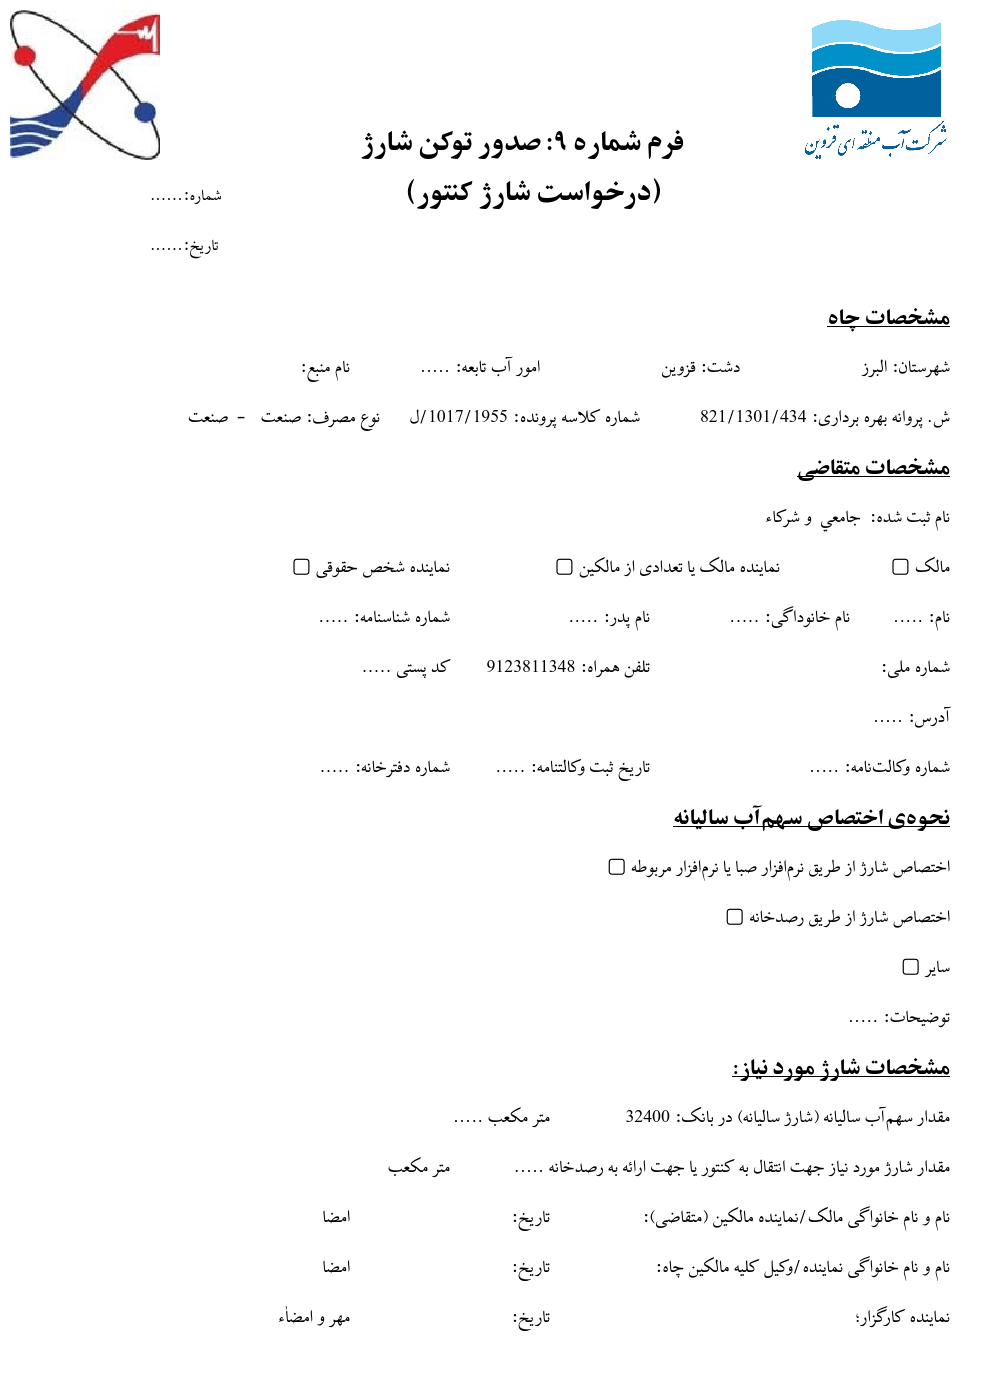 شرکت آب منطقه ای قزوین
فرم شماره ۹: صدور توکن شارژ
(درخواست شارژ کنتور)
شماره:......
تاریخ:......
مشخصات چاه
شهرستان: البرز دشت: قزوین امور آب تابعه: ..... نام منبع:
ش. پروانه بهره برداری: 821/1301/434 شماره کلاسه پرونده: 1017/1955/ل نوع مصرف: صنعت - صنعت
مشخصات متقاضی
نام ثبت شده: جامعي و شرکاء
مالک ▢ نماینده مالک یا تعدادی از مالکین ▢ نماینده شخص حقوقی ▢
نام: ..... نام خانوداگی: ..... نام پدر: ..... شماره شناسنامه: .....
شماره ملی: تلفن همراه: 9123811348 کد پستی .....
آدرس: .....
شماره وکالت‌نامه: ..... تاریخ ثبت وکالتنامه: ..... شماره دفترخانه: .....
نحوه‌ی اختصاص سهم‌آب سالیانه
اختصاص شارژ از طریق نرم‌افزار صبا یا نرم‌افزار مربوطه ▢
اختصاص شارژ از طریق رصدخانه ▢
سایر ▢
توضیحات: .....
مشخصات شارژ مورد نیاز:
مقدار سهم‌آب سالیانه (شارژ سالیانه) در بانک: 32400 متر مکعب .....
مقدار شارژ مورد نیاز جهت انتقال به کنتور یا جهت ارائه به رصدخانه ..... متر مکعب
نام و نام خانواگی مالک/نماینده مالکین (متقاضی): تاریخ: امضا
نام و نام خانواگی نماینده/وکیل کلیه مالکین چاه: تاریخ: امضا
نماینده کارگزار؛ تاریخ: مهر و امضاٰء